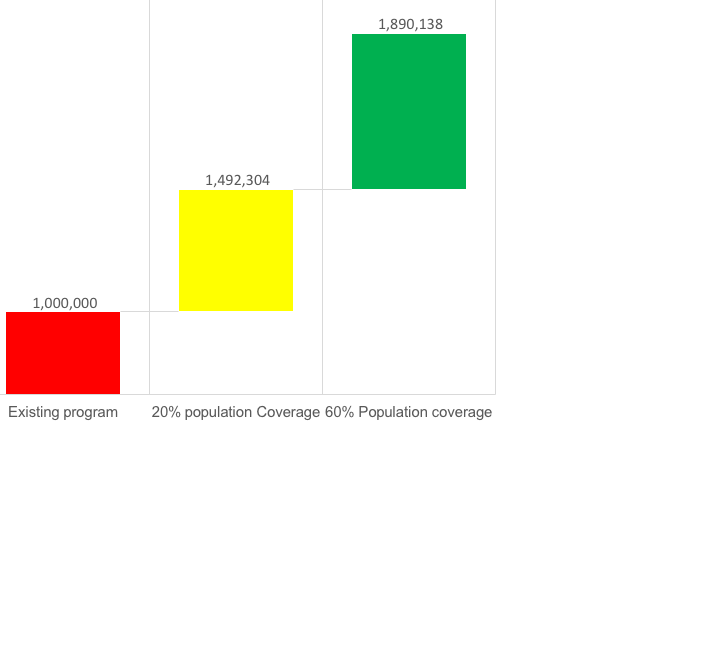 1,890,138
1,492,304
1,000,000
Existing program
20% population Coverage
60% Population coverage